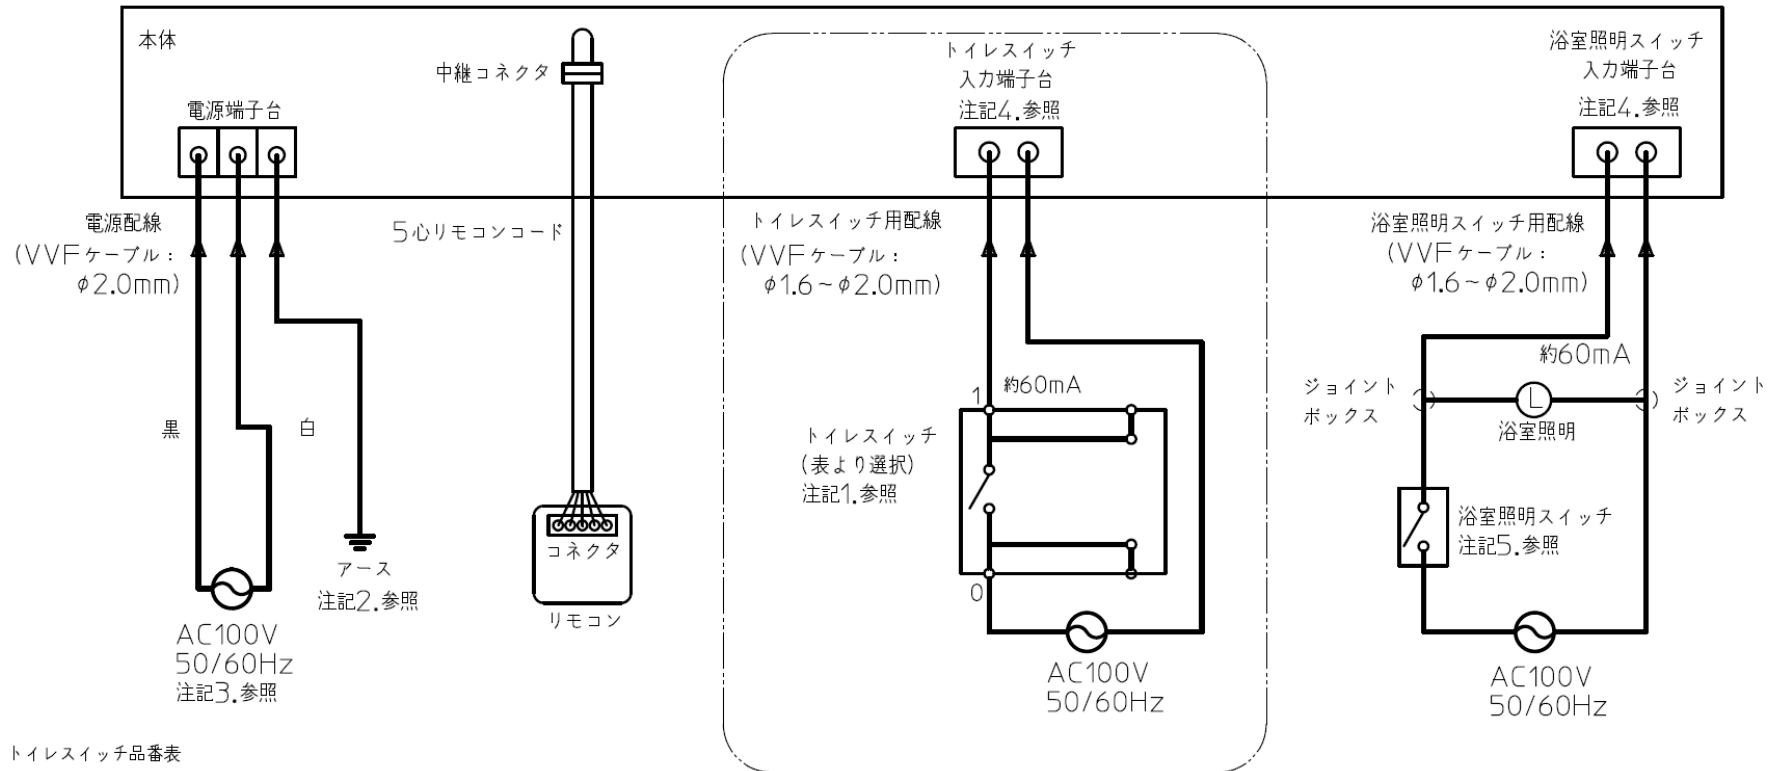 本体
電源端子台
中継コネクタ
トイレスイッチ
入力端子台
注記4.参照
浴室照明スイッチ
入力端子台
注記4.参照
電源配線
(VVFケーブル:
φ2.0mm)
5心リモコンコード
トイレスイッチ用配線
(VVFケーブル:
φ1.6~φ2.0mm)
浴室照明スイッチ用配線
(VVFケーブル:
φ1.6~φ2.0mm)
黒
白
アース
注記2.参照
AC100V
50/60Hz
注記3.参照
コネクタ
リモコン
1
約60mA
トイレスイッチ
(表より選択)
注記1.参照
0
AC100V
50/60Hz
約60mA
ジョイント
ボックス
L
浴室照明
ジョイント
ボックス
浴室照明スイッチ
注記5.参照
AC100V
50/60Hz
トイレスイッチ品番表